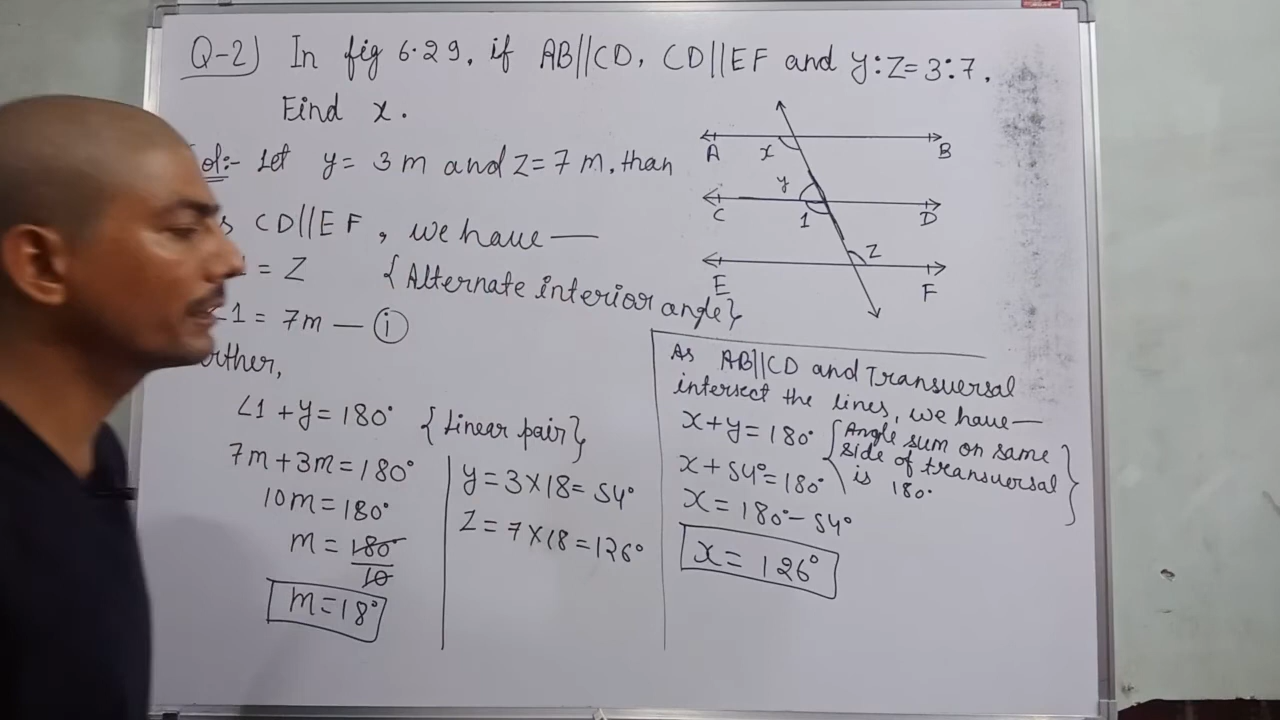 Q-2) In fig 6.29, if AB||CD, CD||EF and y:z=3:7.
Eind x.
ol:- Let y= 3m and z=7m, than
s CD||EF, we have —
= Z {Alternate interior angle}
∠1 = 7m — (i)
rther,
∠1+y=180° {Linear pair}
7m+3m=180°
10m=180°
m=180°/10
m=18°
y=3×18=54°
Z=7×18=126°
A
B
x
y
C
1
D
Z
E
F
As AB||CD and Transversal
intersect the lines, we have—
x+y=180° {Angle sum on same
side of transversal
is 180°}
x+54°=180°
x=180°-54°
x=126°